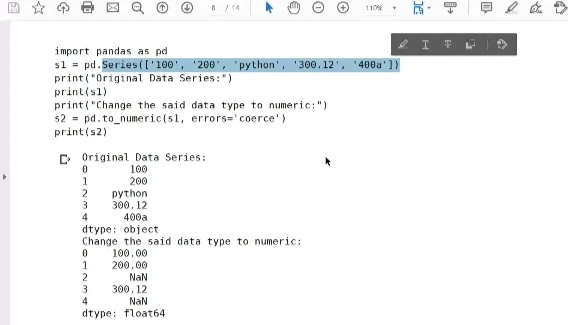 8 / 14 110%
import pandas as pd
s1 = pd.Series(['100', '200', 'python', '300.12', '400a'])
print("Original Data Series:")
print(s1)
print("Change the said data type to numeric:")
s2 = pd.to_numeric(s1, errors='coerce')
print(s2)
Original Data Series:
0 100
1 200
2 python
3 300.12
4 400a
dtype: object
Change the said data type to numeric:
0 100.00
1 200.00
2 NaN
3 300.12
4 NaN
dtype: float64